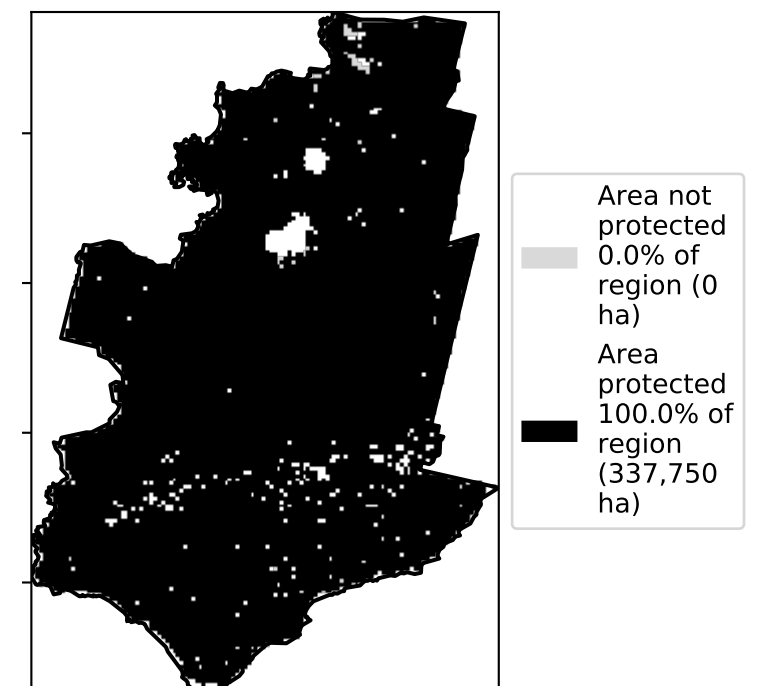 Area not
protected
0.0% of
region (0
ha)
Area
protected
100.0% of
region
(337,750
ha)